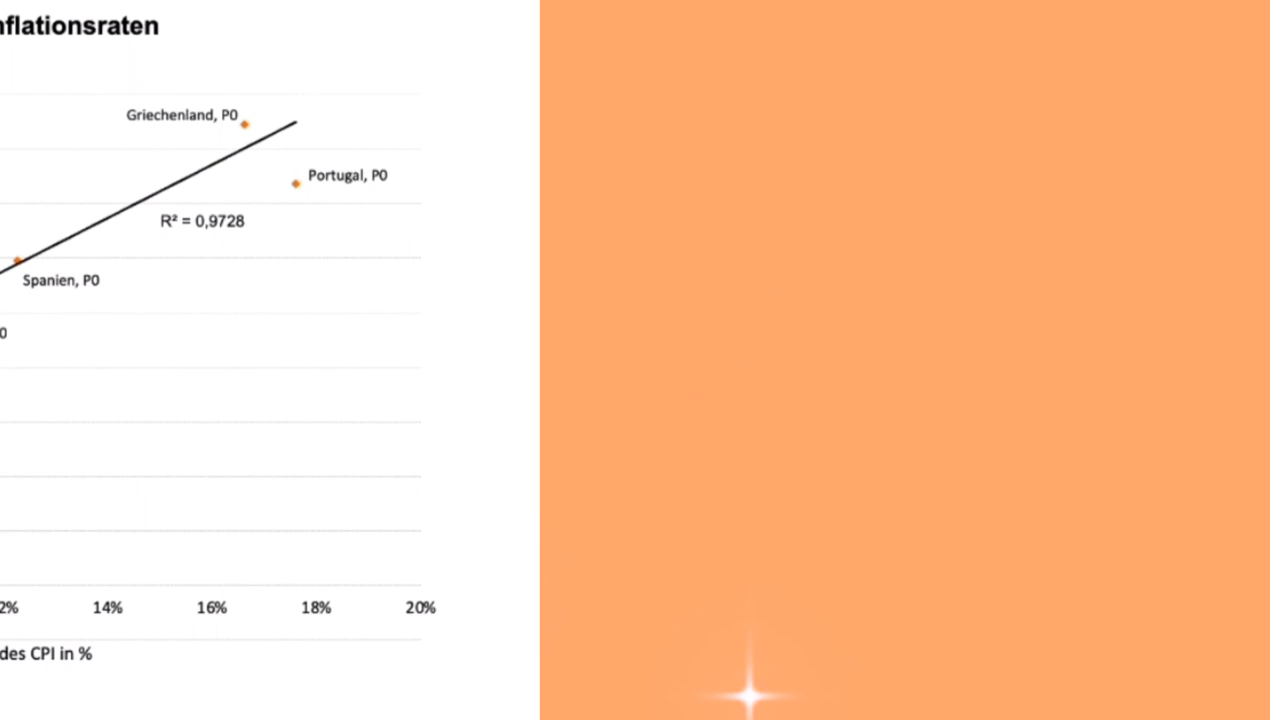 nflationsraten
Griechenland, P0
Portugal, P0
R² = 0,9728
Spanien, P0
0
2% 14% 16% 18% 20%
des CPI in %